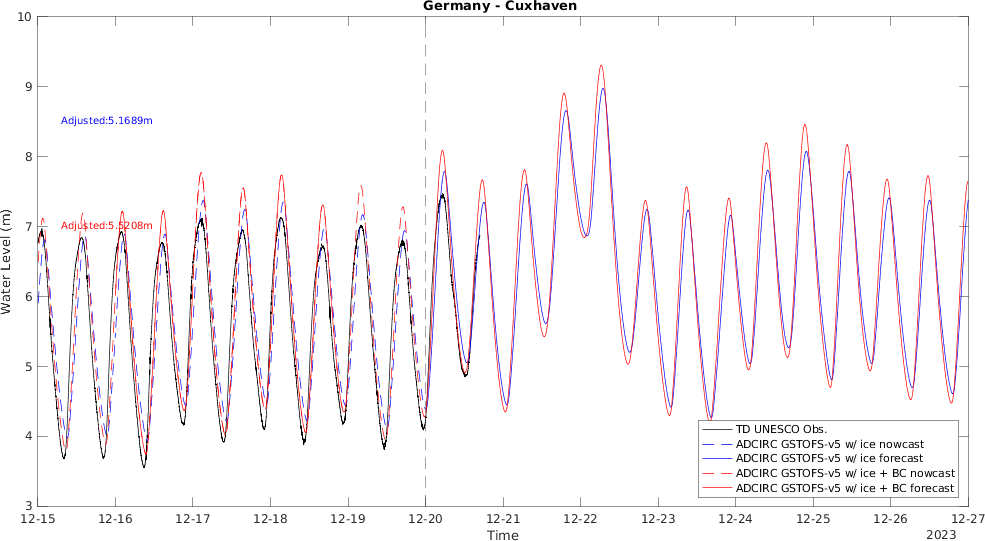 Germany - Cuxhaven
10
9
8
7
6
5
4
3
Water Level (m)
Adjusted:5.1689m
Adjusted:5.5208m
TD UNESCO Obs.
ADCIRC GSTOFS-v5 w/ ice nowcast
ADCIRC GSTOFS-v5 w/ ice forecast
ADCIRC GSTOFS-v5 w/ ice + BC nowcast
ADCIRC GSTOFS-v5 w/ ice + BC forecast
12-15 12-16 12-17 12-18 12-19 12-20 12-21 12-22 12-23 12-24 12-25 12-26 12-27
Time
2023